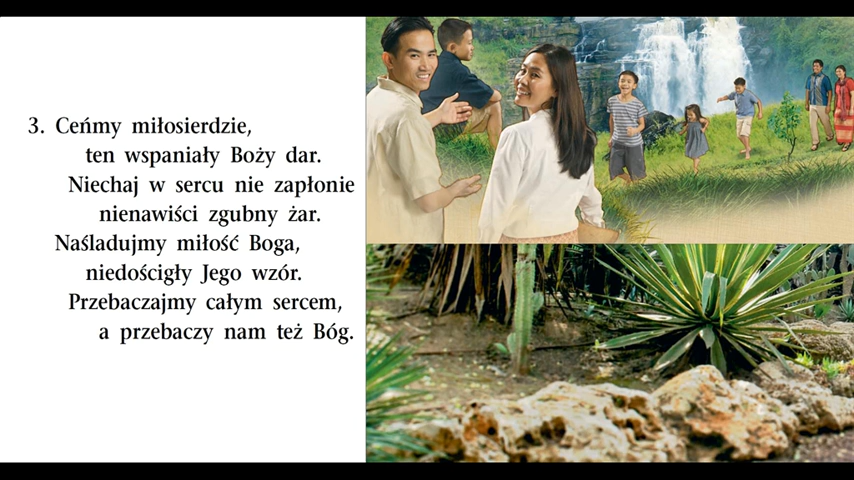 3. Ceńmy miłosierdzie,
ten wspaniały Boży dar.
Niechaj w sercu nie zapłonie
nienawiści zgubny żar.
Naśladujmy miłość Boga,
niedościgły Jego wzór.
Przebaczajmy całym sercem,
a przebaczy nam też Bóg.